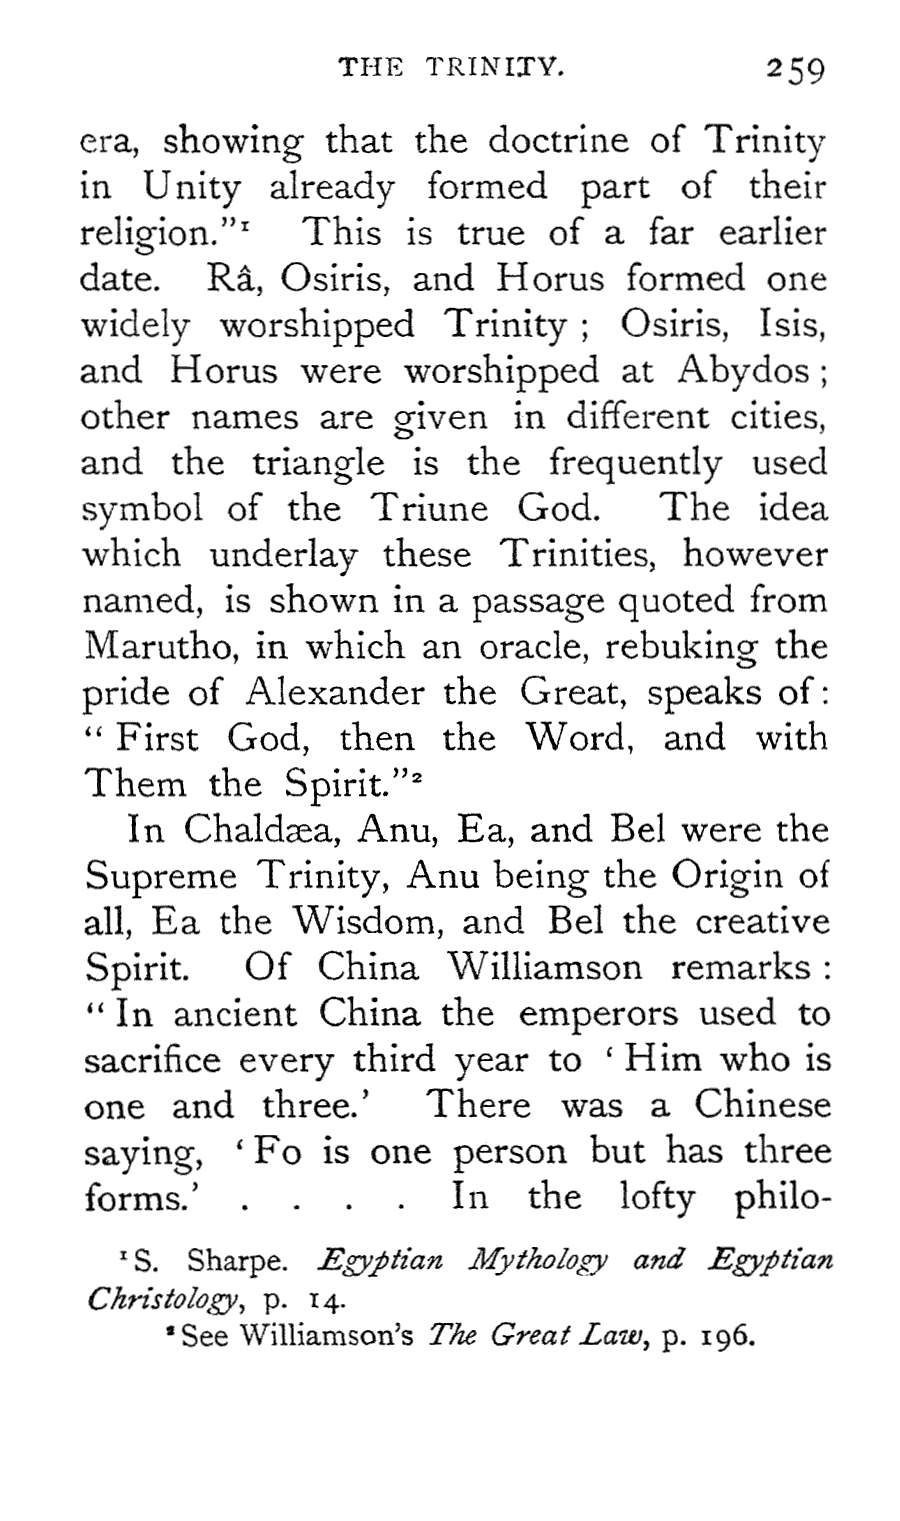 THE TRINITY. 259
era, showing that the doctrine of Trinity
in Unity already formed part of their
religion."¹ This is true of a far earlier
date. Râ, Osiris, and Horus formed one
widely worshipped Trinity ; Osiris, Isis,
and Horus were worshipped at Abydos ;
other names are given in different cities,
and the triangle is the frequently used
symbol of the Triune God. The idea
which underlay these Trinities, however
named, is shown in a passage quoted from
Marutho, in which an oracle, rebuking the
pride of Alexander the Great, speaks of :
“ First God, then the Word, and with
Them the Spirit.”²
In Chaldæa, Anu, Ea, and Bel were the
Supreme Trinity, Anu being the Origin of
all, Ea the Wisdom, and Bel the creative
Spirit. Of China Williamson remarks :
“ In ancient China the emperors used to
sacrifice every third year to ‘ Him who is
one and three.’ There was a Chinese
saying, ‘ Fo is one person but has three
forms.’ . . . . In the lofty philo-
¹ S. Sharpe. Egyptian Mythology and Egyptian
Christology, p. 14.
² See Williamson's The Great Law, p. 196.